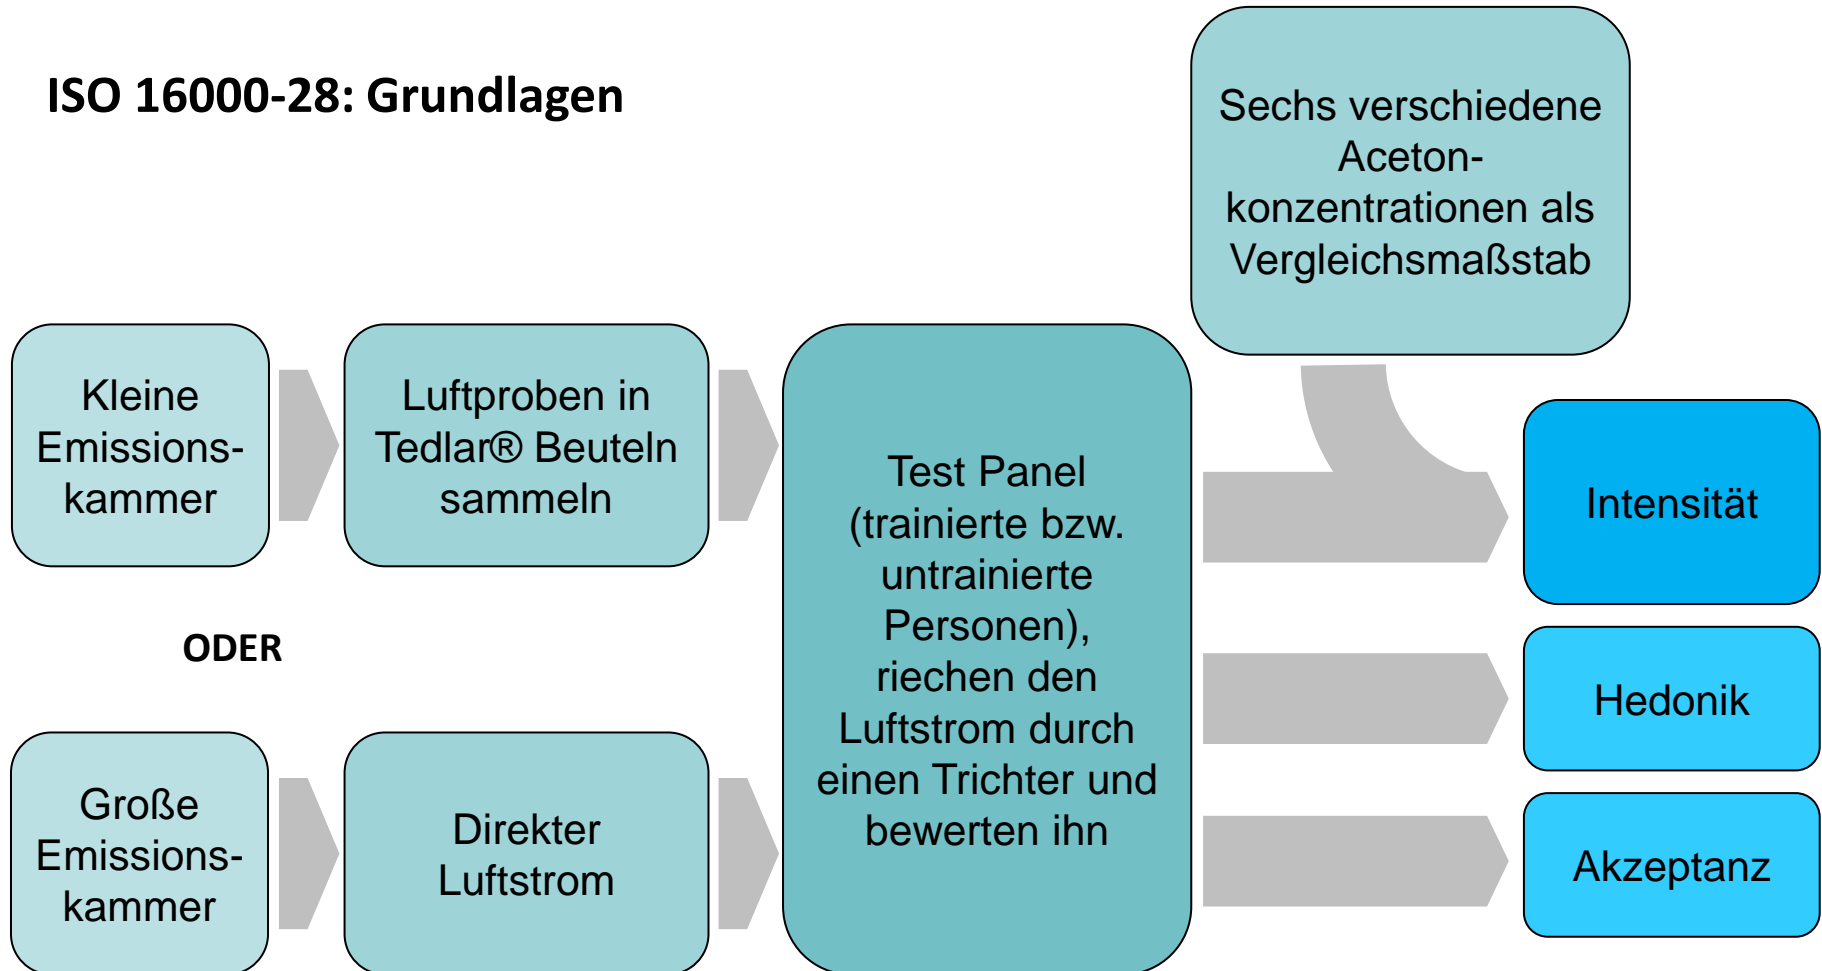 ISO 16000-28: Grundlagen
Sechs verschiedene
Aceton-
konzentrationen als
Vergleichsmaßstab
Kleine
Emissions-
kammer
Luftproben in
Tedlar® Beuteln
sammeln
ODER
Große
Emissions-
kammer
Direkter
Luftstrom
Test Panel
(trainierte bzw.
untrainierte
Personen),
riechen den
Luftstrom durch
einen Trichter und
bewerten ihn
Intensität
Hedonik
Akzeptanz